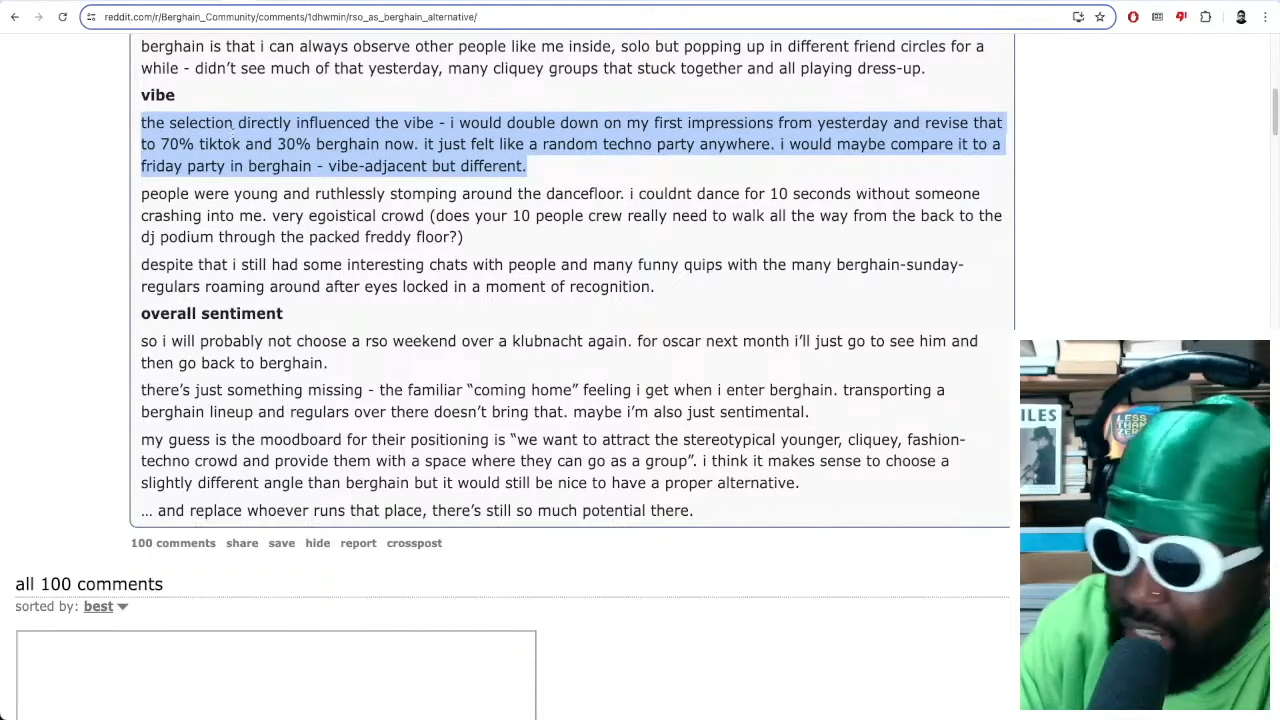 reddit.com/r/Berghain_Community/comments/1dhwmin/rso_as_berghain_alternative/
berghain is that i can always observe other people like me inside, solo but popping up in different friend circles for a
while - didn't see much of that yesterday, many cliquey groups that stuck together and all playing dress-up.
vibe
the selection directly influenced the vibe - i would double down on my first impressions from yesterday and revise that
to 70% tiktok and 30% berghain now. it just felt like a random techno party anywhere. i would maybe compare it to a
friday party in berghain - vibe-adjacent but different.
people were young and ruthlessly stomping around the dancefloor. i couldnt dance for 10 seconds without someone
crashing into me. very egoistical crowd (does your 10 people crew really need to walk all the way from the back to the
dj podium through the packed freddy floor?)
despite that i still had some interesting chats with people and many funny quips with the many berghain-sunday-
regulars roaming around after eyes locked in a moment of recognition.
overall sentiment
so i will probably not choose a rso weekend over a klubnacht again. for oscar next month i'll just go to see him and
then go back to berghain.
there's just something missing - the familiar “coming home” feeling i get when i enter berghain. transporting a
berghain lineup and regulars over there doesn't bring that. maybe i'm also just sentimental.
my guess is the moodboard for their positioning is “we want to attract the stereotypical younger, cliquey, fashion-
techno crowd and provide them with a space where they can go as a group”. i think it makes sense to choose a
slightly different angle than berghain but it would still be nice to have a proper alternative.
… and replace whoever runs that place, there's still so much potential there.
100 comments share save hide report crosspost
all 100 comments
sorted by: best
ILES
LESS
THAN
ZERO